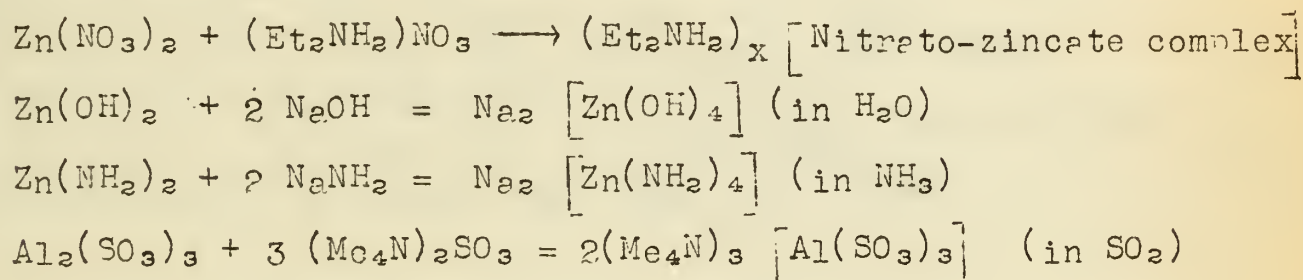 Zn(NO₃)₂ + (Et₂NH₂)NO₃ ⟶ (Et₂NH₂)ₓ [Nitrato-zincate complex]
Zn(OH)₂ + 2 NaOH = Na₂ [Zn(OH)₄] (in H₂O)
Zn(NH₂)₂ + 2 NaNH₂ = Na₂ [Zn(NH₂)₄] (in NH₃)
Al₂(SO₃)₃ + 3 (Me₄N)₂SO₃ = 2(Me₄N)₃ [Al(SO₃)₃] (in SO₂)